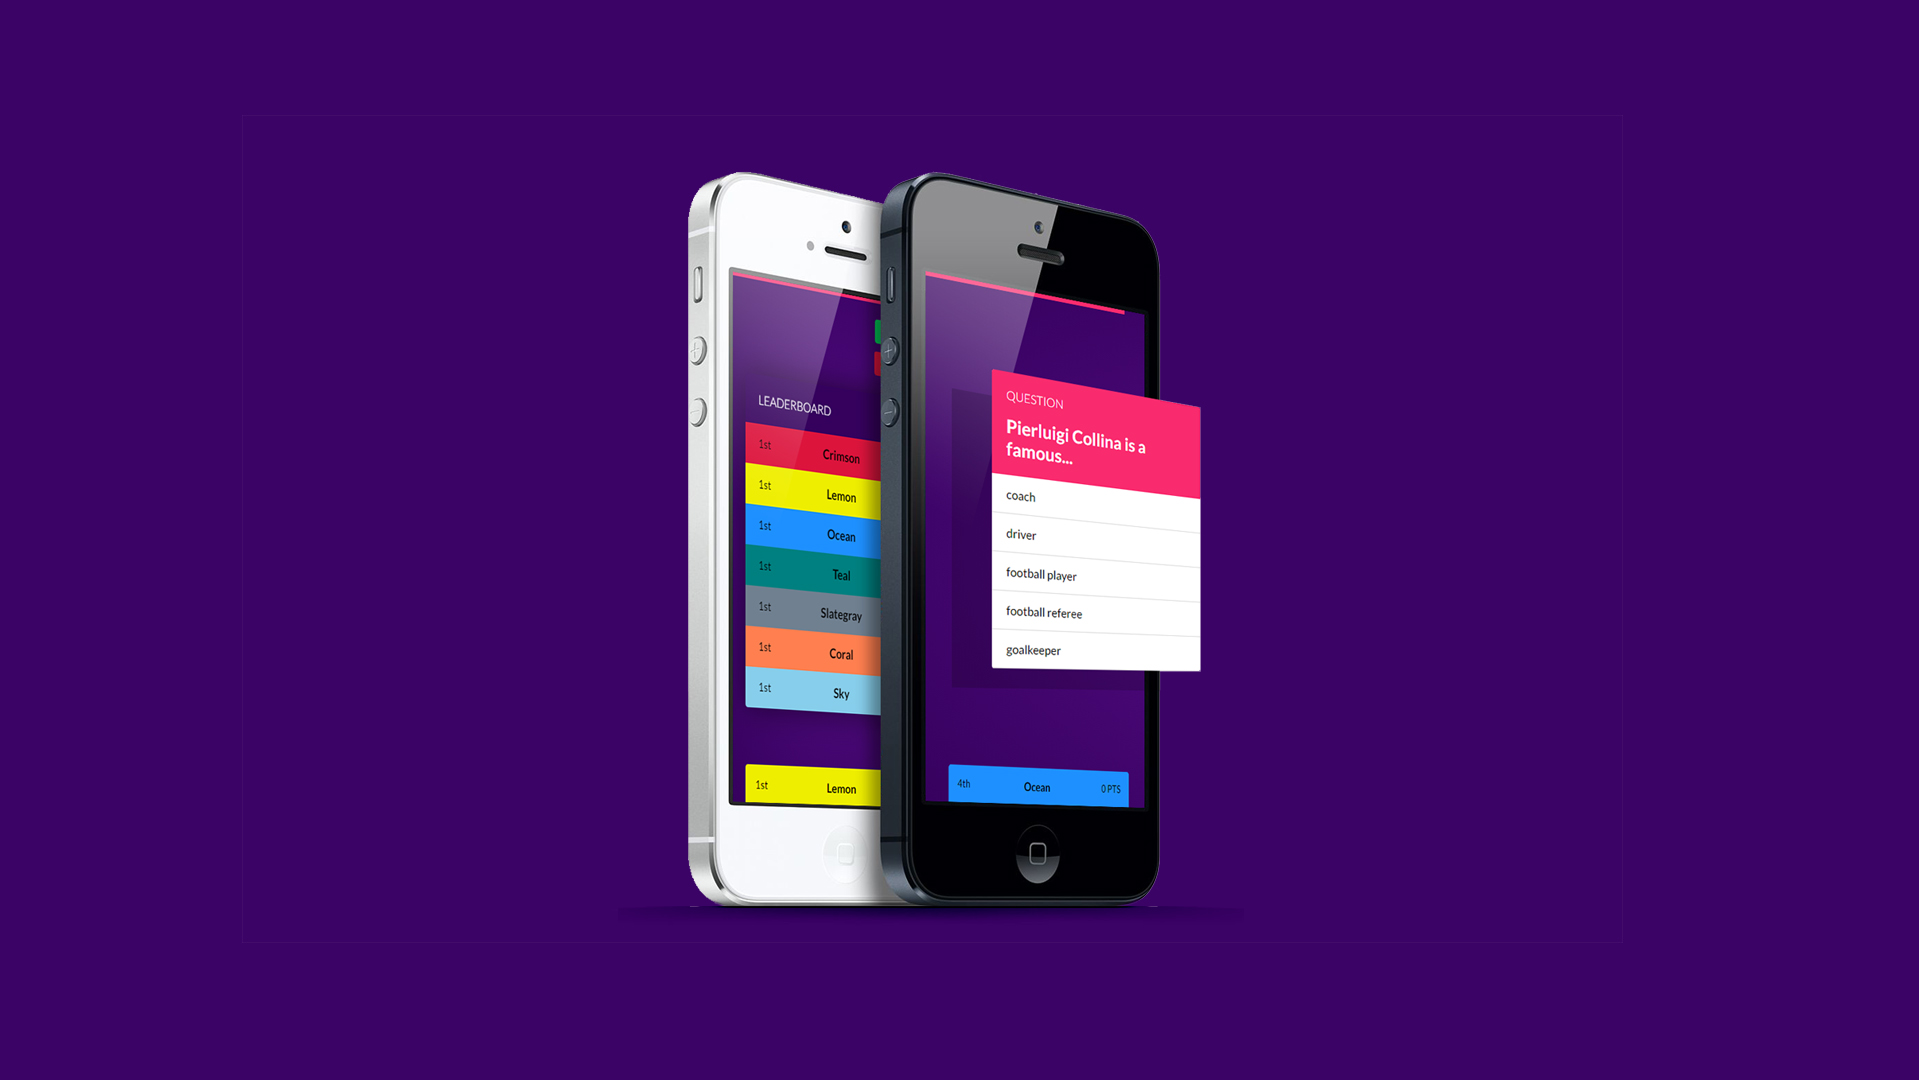 LEADERBOARD
1st Crimson
1st Lemon
1st Ocean
1st Teal
1st Slategray
1st Coral
1st Sky
1st Lemon
QUESTION
Pierluigi Collina is a
famous...
coach
driver
football player
football referee
goalkeeper
4th Ocean 0 PTS